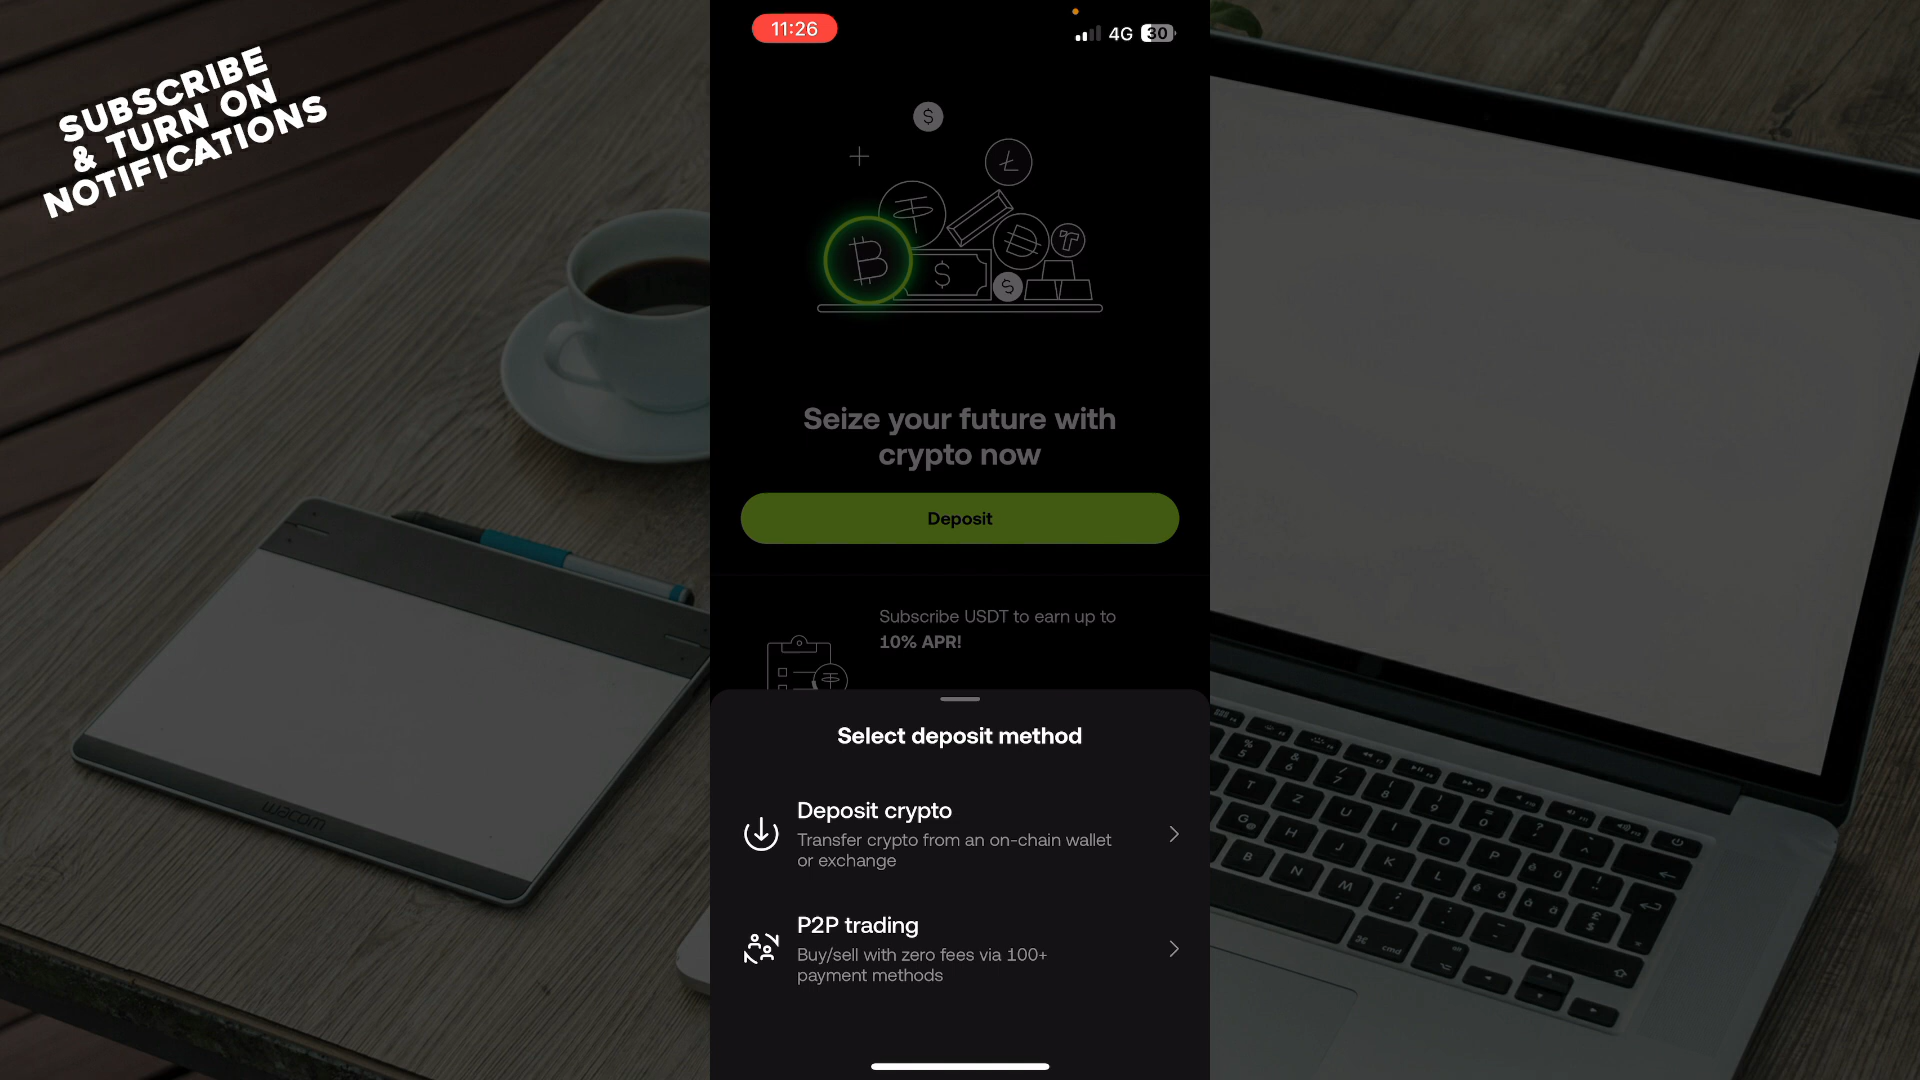 SUBSCRIBE
& TURN ON
NOTIFICATIONS
11:26
4G 30
Seize your future with
crypto now
Deposit
Subscribe USDT to earn up to
10% APR!
Select deposit method
Deposit crypto
Transfer crypto from an on-chain wallet
or exchange
P2P trading
Buy/sell with zero fees via 100+
payment methods
wacom